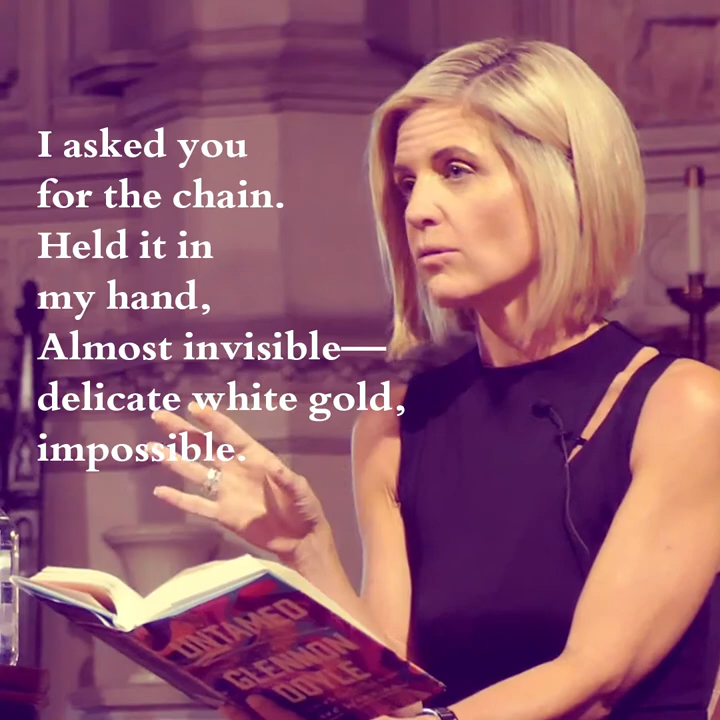 I asked you
for the chain.
Held it in
my hand,
Almost invisible—
delicate white gold,
impossible.
UNTAMED
GLENNON
DOYLE